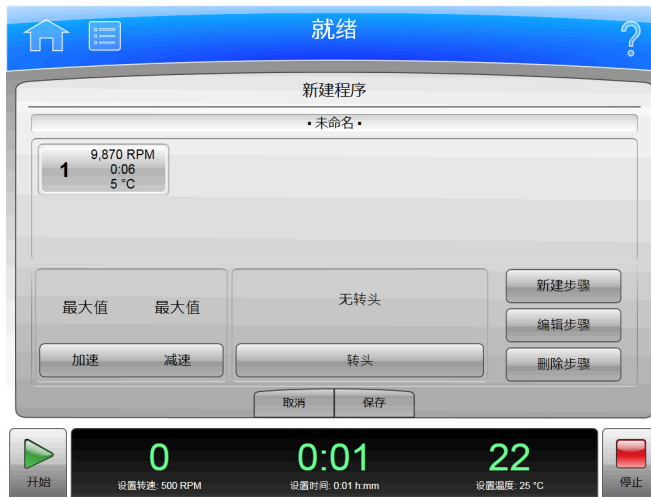 就绪
?
新建程序
▪ 未命名 ▪
1
9,870 RPM
0:06
5 °C
最大值 最大值
无转头
加速 减速
转头
新建步骤
编辑步骤
删除步骤
取消 保存
开始
0
设置转速: 500 RPM
0:01
设置时间: 0:01 h:mm
22
设置温度: 25 °C
停止